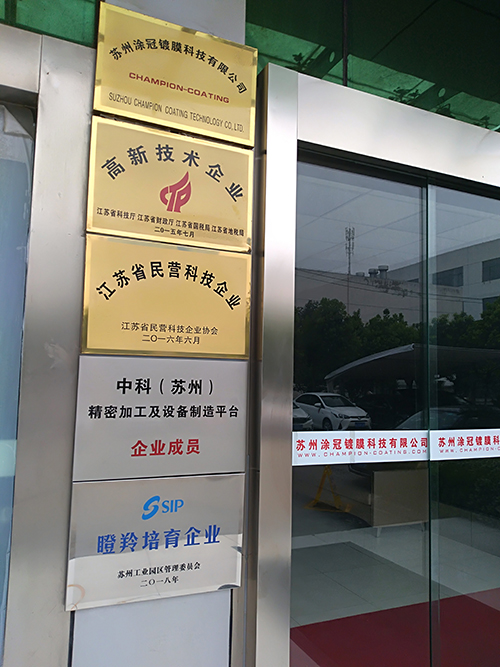 苏州涂冠镀膜科技有限公司
CHAMPION-COATING
SUZHOU CHAMPION COATING TECHNOLOGY CO.,LTD.
高新技术企业
江苏省科技厅 江苏省财政厅 江苏省国税局 江苏省地税局
二〇一五年七月
江苏省民营科技企业
江苏省民营科技企业协会
二〇一六年六月
中科（苏州）
精密加工及设备制造平台
企业成员
SIP
瞪羚培育企业
苏州工业园区管理委员会
二〇一八年
苏州涂冠镀膜科技有限公司
WWW.CHAMPION-COATING.COM
苏州涂冠镀膜科技有限公司
WWW.CHAMPION-COATING